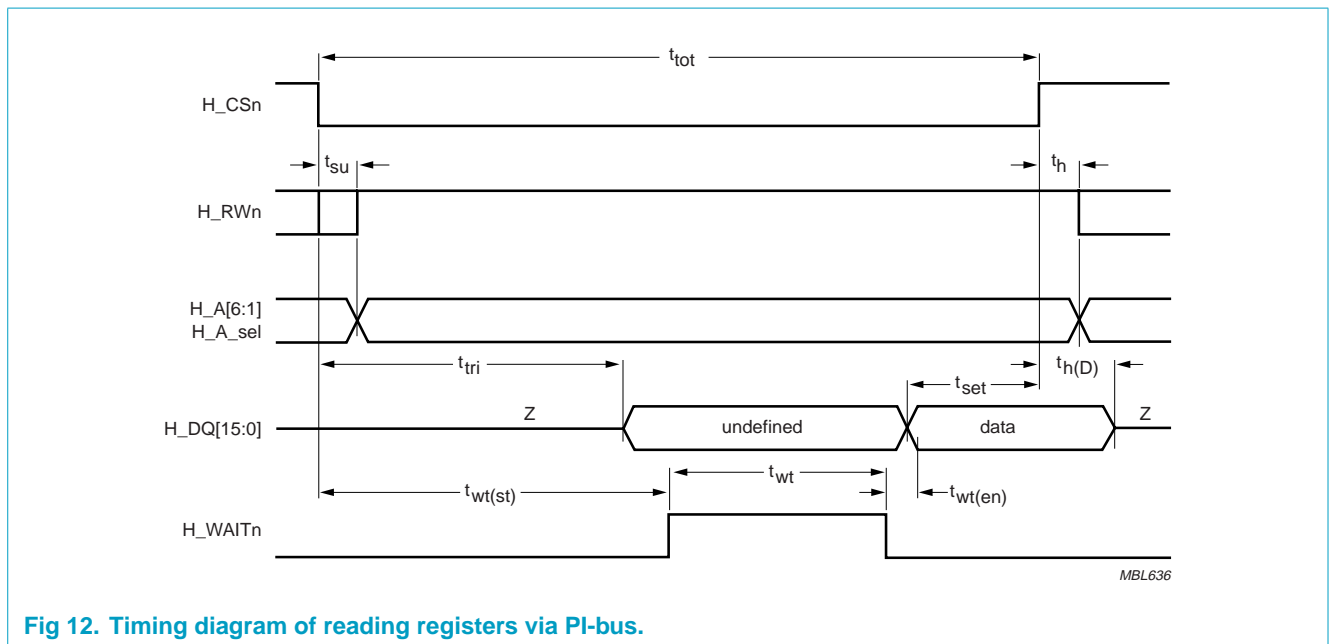 t_tot
H_CSn
t_su
t_h
H_RWn
H_A[6:1]
H_A_sel
t_tri
t_h(D)
t_set
Z
Z
H_DQ[15:0]
undefined
data
t_wt
t_wt(st)
t_wt(en)
H_WAITn
MBL636
Fig 12. Timing diagram of reading registers via PI-bus.